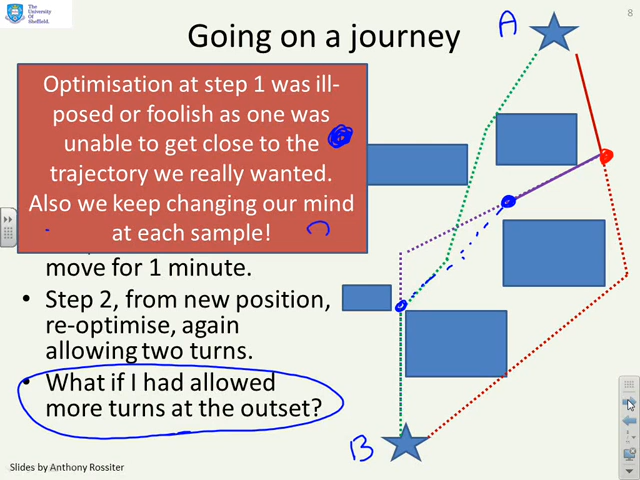 The
University
Of
Sheffield.
8
Going on a journey
A
Optimisation at step 1 was ill-
posed or foolish as one was
unable to get close to the
trajectory we really wanted.
Also we keep changing our mind
at each sample!
move for 1 minute.
• Step 2, from new position,
re-optimise, again
allowing two turns.
• What if I had allowed
more turns at the outset?
B
Slides by Anthony Rossiter